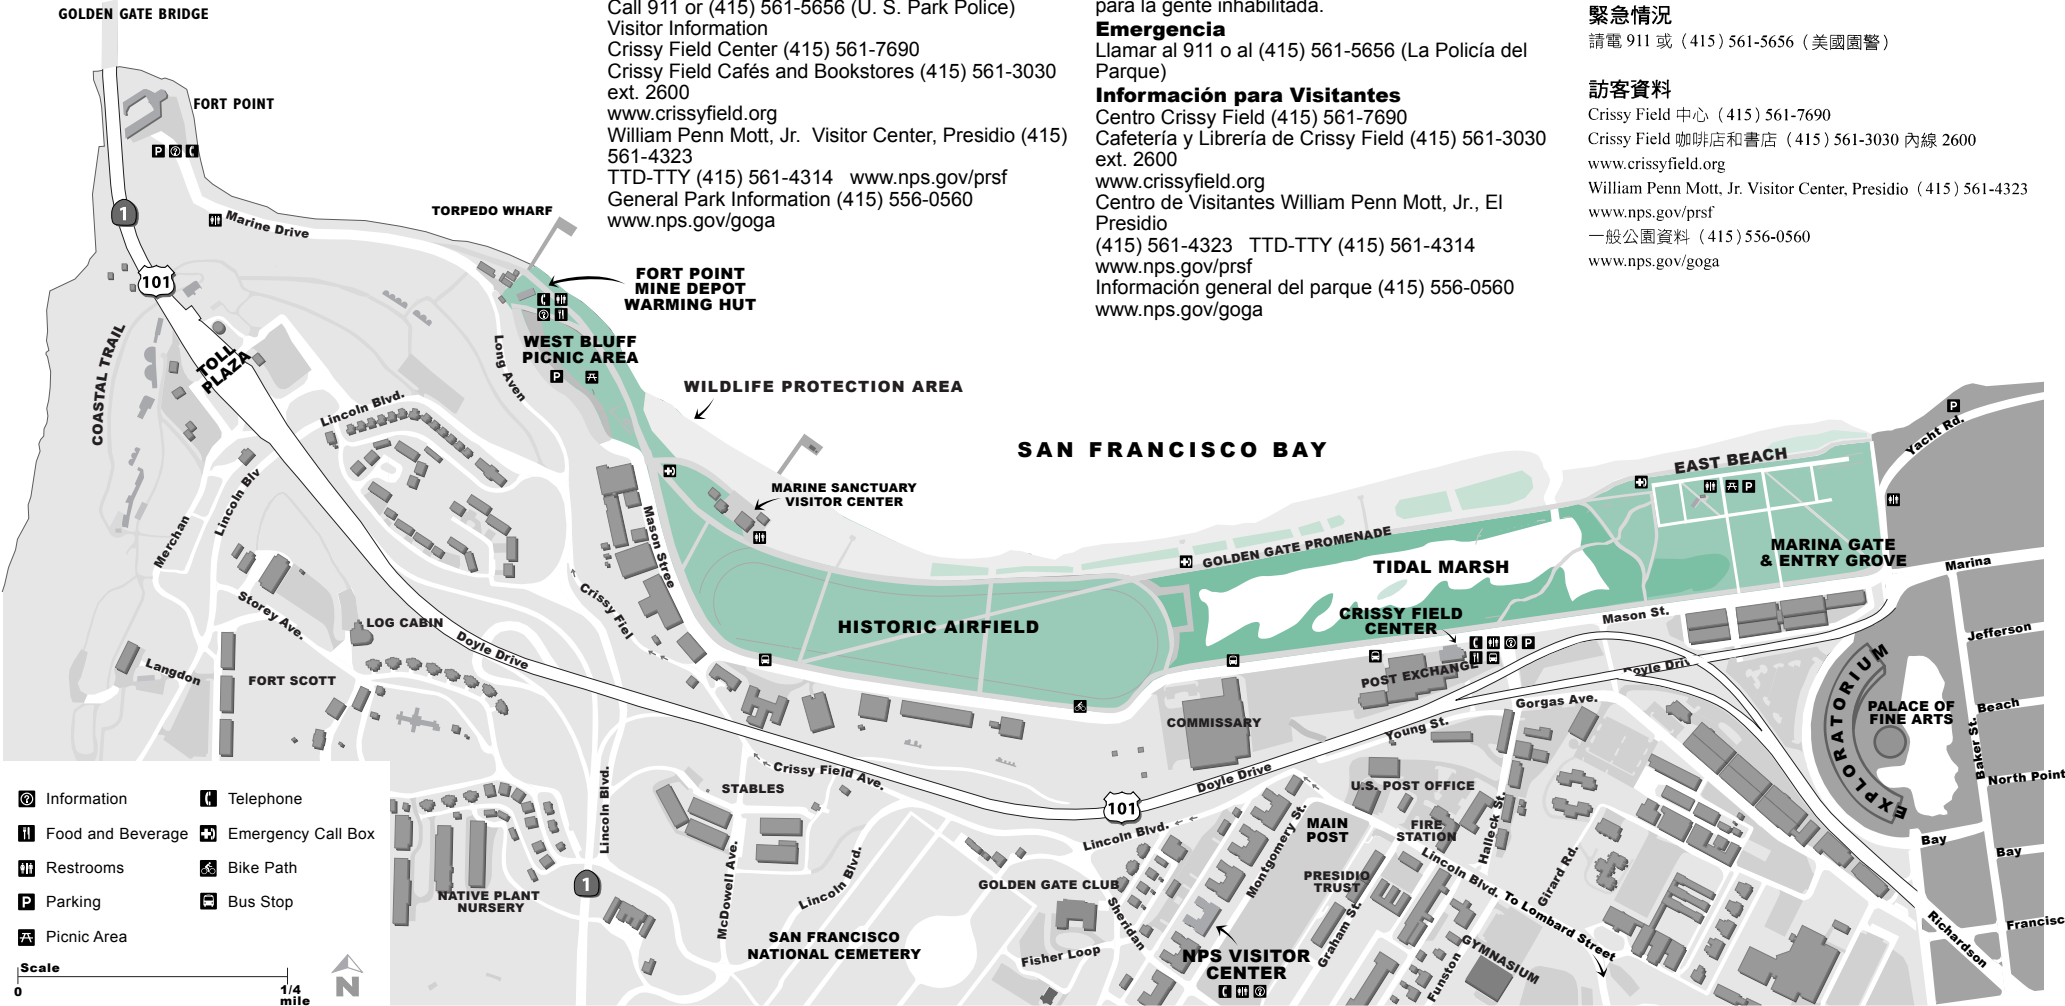 GOLDEN GATE BRIDGE
Call 911 or (415) 561-5656 (U. S. Park Police)
Visitor Information
Crissy Field Center (415) 561-7690
Crissy Field Cafés and Bookstores (415) 561-3030
ext. 2600
www.crissyfield.org
William Penn Mott, Jr.  Visitor Center, Presidio (415)
561-4323
TTD-TTY (415) 561-4314   www.nps.gov/prsf
General Park Information (415) 556-0560
www.nps.gov/goga
para la gente inhabilitada.
Emergencia
Llamar al 911 o al (415) 561-5656 (La Policía del
Parque)
Información para Visitantes
Centro Crissy Field (415) 561-7690
Cafetería y Librería de Crissy Field (415) 561-3030
ext. 2600
www.crissyfield.org
Centro de Visitantes William Penn Mott, Jr., El
Presidio
(415) 561-4323   TTD-TTY (415) 561-4314
www.nps.gov/prsf
Información general del parque (415) 556-0560
www.nps.gov/goga
緊急情況
請電 911 或（415）561-5656（美國園警）
訪客資料
Crissy Field 中心（415）561-7690
Crissy Field 咖啡店和書店（415）561-3030 內線 2600
www.crissyfield.org
William Penn Mott, Jr. Visitor Center, Presidio（415）561-4323
www.nps.gov/prsf
一般公園資料（415）556-0560
www.nps.gov/goga
FORT POINT
P
1
Marine Drive
TORPEDO WHARF
101
FORT POINT
MINE DEPOT
WARMING HUT
COASTAL TRAIL
TOLL
PLAZA
Long Aven
WEST BLUFF
PICNIC AREA
P
WILDLIFE PROTECTION AREA
Lincoln Blvd.
SAN FRANCISCO BAY
Merchan
Lincoln Blv
MARINE SANCTUARY
VISITOR CENTER
Mason Stree
GOLDEN GATE PROMENADE
TIDAL MARSH
EAST BEACH
P
P
Yacht Rd.
MARINA GATE
& ENTRY GROVE
Marina
Storey Ave.
LOG CABIN
Crissy Fiel
Doyle Drive
HISTORIC AIRFIELD
CRISSY FIELD
CENTER
P
Mason St.
Jefferson
Langdon
FORT SCOTT
POST EXCHANGE
Doyle Driv
Gorgas Ave.
EXPLORATORIUM
PALACE OF
FINE ARTS
Beach
Baker St.
North Point
COMMISSARY
Young St.
Crissy Field Ave.
STABLES
Doyle Drive
101
U.S. POST OFFICE
Lincoln Blvd.
Lincoln Blvd.
Montgomery St.
MAIN
POST
FIRE
STATION
Halleck St.
Bay
Bay
1
NATIVE PLANT
NURSERY
McDowell Ave.
Lincoln Blvd.
GOLDEN GATE CLUB
Sheridan
PRESIDIO
TRUST
Lincoln Blvd. To Lombard Street
Girard Rd.
Graham St.
SAN FRANCISCO
NATIONAL CEMETERY
Fisher Loop
NPS VISITOR
CENTER
Funston
GYMNASIUM
Richardson
Francisc
Information
Telephone
Food and Beverage
Emergency Call Box
Restrooms
Bike Path
P Parking
Bus Stop
Picnic Area
Scale
0
1/4
mile
N